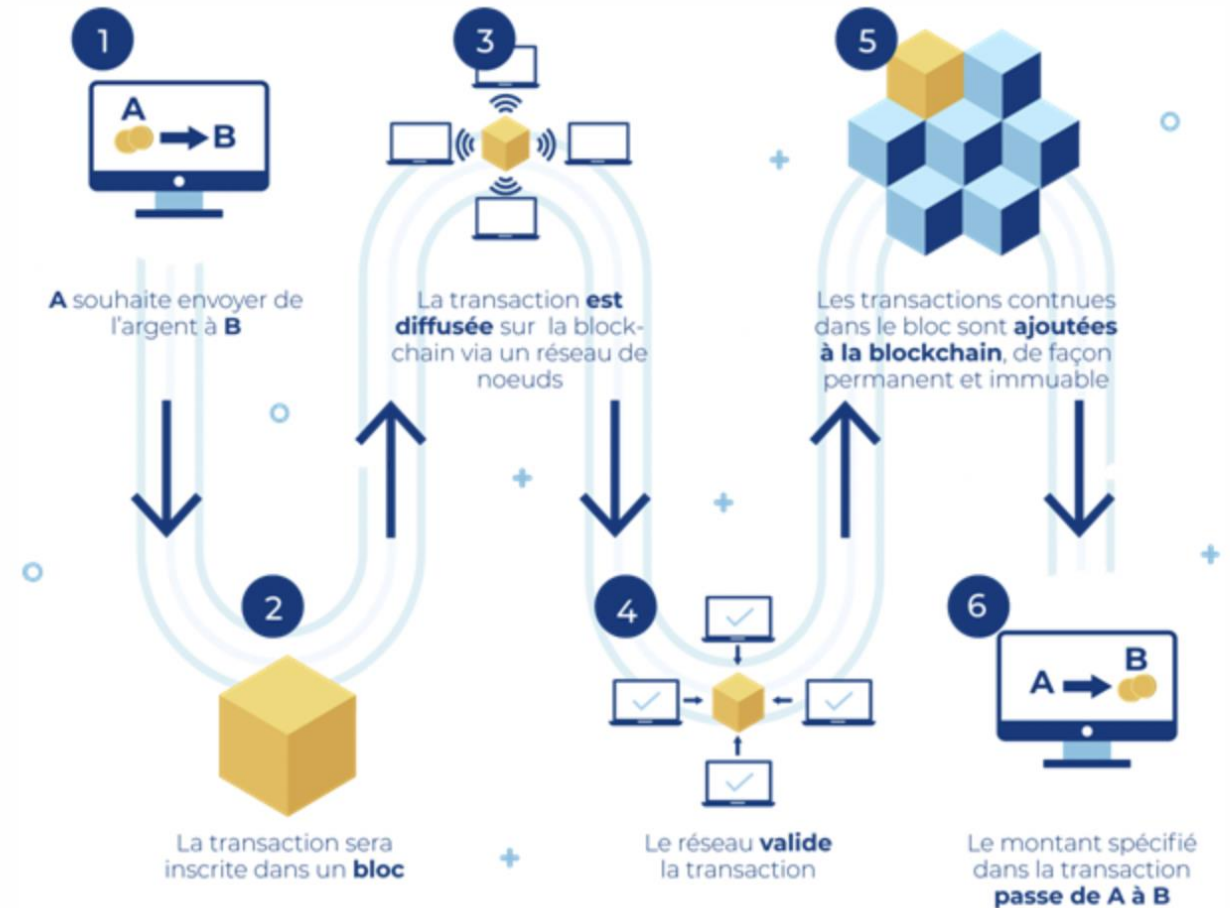 1
A
B
A souhaite envoyer de
l'argent à B
2
La transaction sera
inscrite dans un bloc
3
La transaction est
diffusée sur la block-
chain via un réseau de
noeuds
4
Le réseau valide
la transaction
5
Les transactions contnues
dans le bloc sont ajoutées
à la blockchain, de façon
permanent et immuable
6
A
B
Le montant spécifié
dans la transaction
passe de A à B